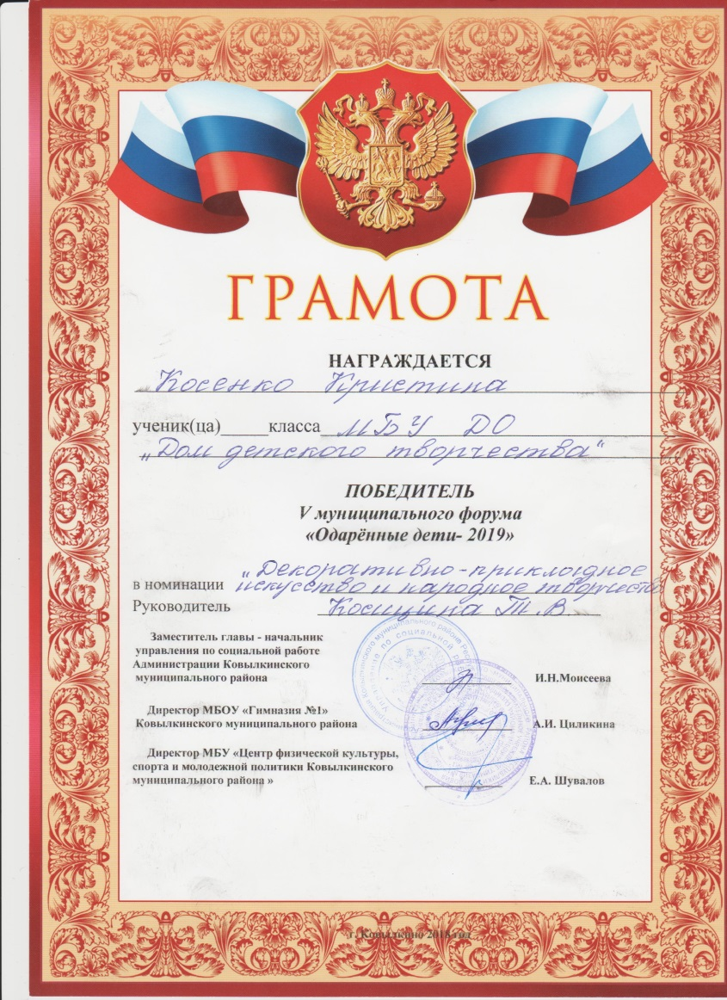 ГРАМОТА
НАГРАЖДАЕТСЯ
Косенко Кристина
ученик(ца)_____класса МБУ ДО
„Дом детского творчества“
ПОБЕДИТЕЛЬ
V муниципального форума
«Одарённые дети- 2019»
„Декоративно-прикладное
в номинации искусство и народное творчество
Руководитель Косицина Т.В.
Заместитель главы - начальник
управления по социальной работе
Администрации Ковылкинского
муниципального района И.Н.Моисеева
Директор МБОУ «Гимназия №1»
Ковылкинского муниципального района А.И. Циликина
Директор МБУ «Центр физической культуры,
спорта и молодежной политики Ковылкинского
муниципального района » Е.А. Шувалов
г. Ковылкино 2018 год